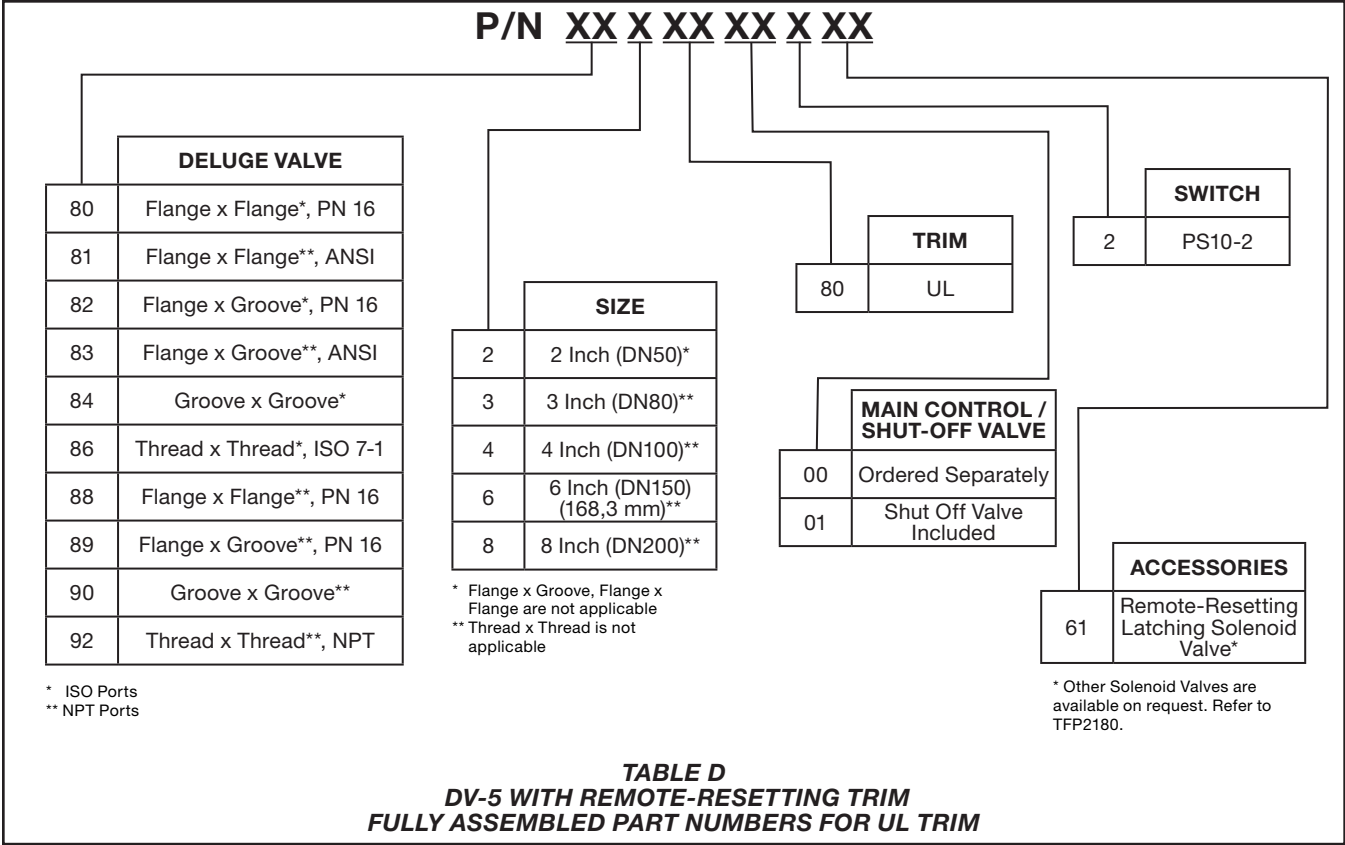 P/N XX X XX XX X XX
DELUGE VALVE
80 Flange x Flange*, PN 16
81 Flange x Flange**, ANSI
82 Flange x Groove*, PN 16
83 Flange x Groove**, ANSI
84 Groove x Groove*
86 Thread x Thread*, ISO 7-1
88 Flange x Flange**, PN 16
89 Flange x Groove**, PN 16
90 Groove x Groove**
92 Thread x Thread**, NPT
* ISO Ports
** NPT Ports
SIZE
2 2 Inch (DN50)*
3 3 Inch (DN80)**
4 4 Inch (DN100)**
6 6 Inch (DN150)
(168,3 mm)**
8 8 Inch (DN200)**
* Flange x Groove, Flange x
Flange are not applicable
** Thread x Thread is not
applicable
TRIM
80 UL
MAIN CONTROL /
SHUT-OFF VALVE
00 Ordered Separately
01 Shut Off Valve
Included
SWITCH
2 PS10-2
ACCESSORIES
61 Remote-Resetting
Latching Solenoid
Valve*
* Other Solenoid Valves are
available on request. Refer to
TFP2180.
TABLE D
DV-5 WITH REMOTE-RESETTING TRIM
FULLY ASSEMBLED PART NUMBERS FOR UL TRIM